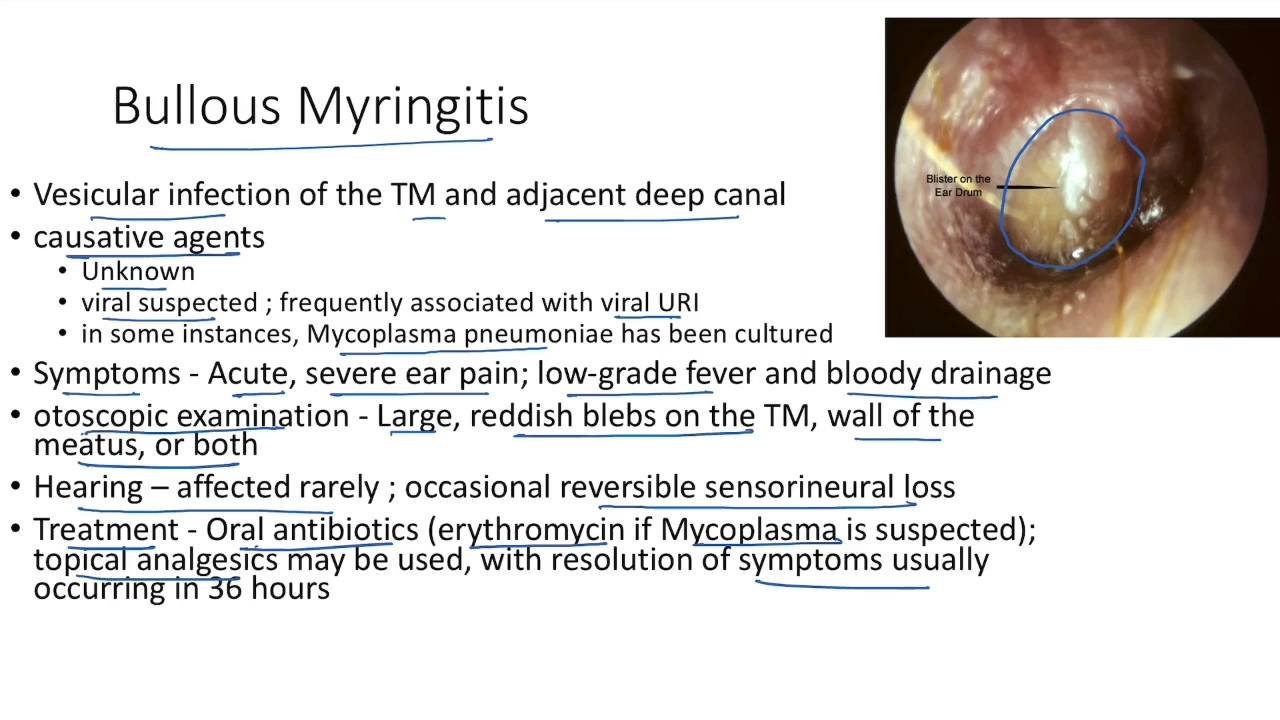 Bullous Myringitis
Blister on the
Ear Drum
• Vesicular infection of the TM and adjacent deep canal
• causative agents
• Unknown
• viral suspected ; frequently associated with viral URI
• in some instances, Mycoplasma pneumoniae has been cultured
• Symptoms - Acute, severe ear pain; low-grade fever and bloody drainage
• otoscopic examination - Large, reddish blebs on the TM, wall of the
meatus, or both
• Hearing – affected rarely ; occasional reversible sensorineural loss
• Treatment - Oral antibiotics (erythromycin if Mycoplasma is suspected);
topical analgesics may be used, with resolution of symptoms usually
occurring in 36 hours